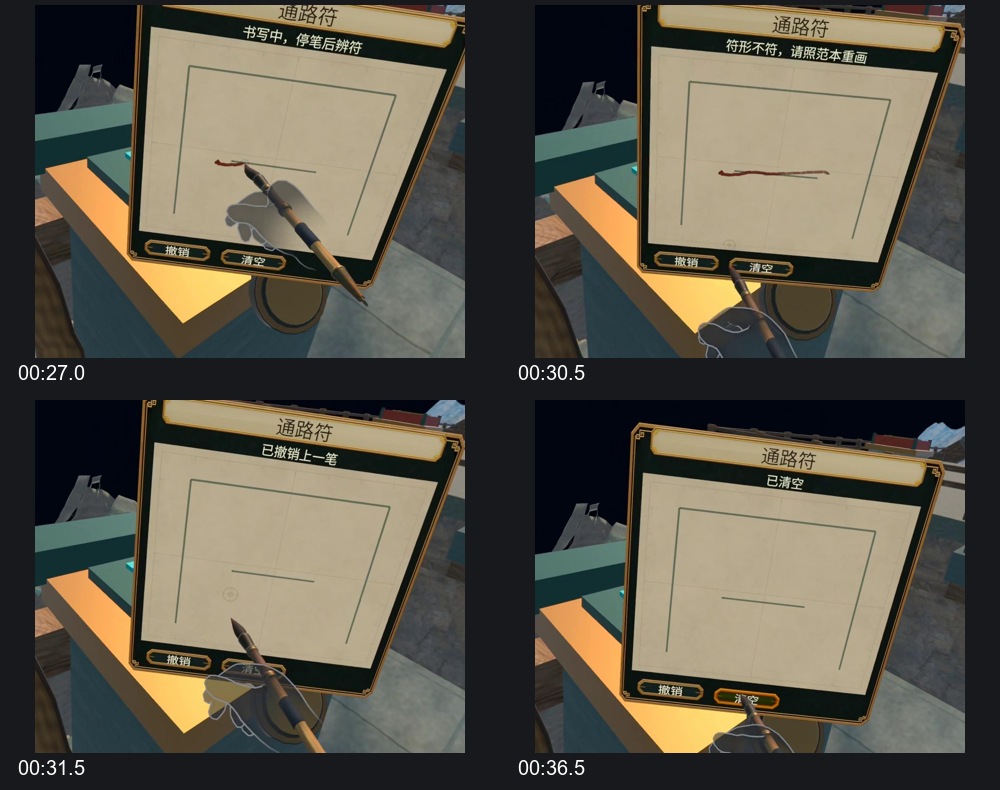 通路符
书写中，停笔后辨符
撤销
清空
00:27.0
通路符
符形不符，请照范本重画
撤销
清空
00:30.5
通路符
已撤销上一笔
撤销
00:31.5
通路符
已清空
撤销
清空
00:36.5